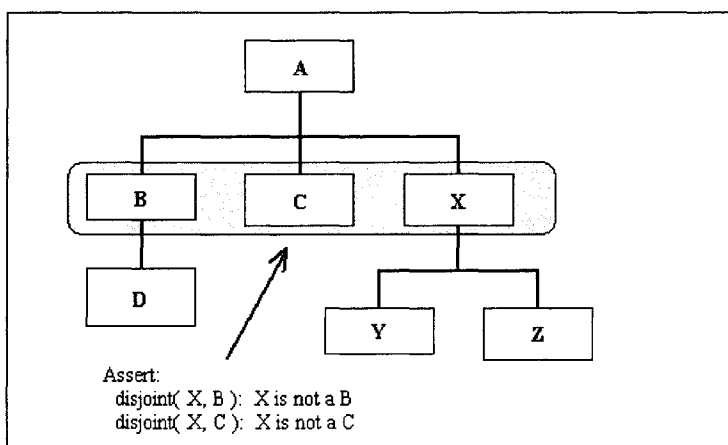 A
B
C
X
D
Y
Z
Assert:
disjoint( X, B ): X is not a B
disjoint( X, C ): X is not a C